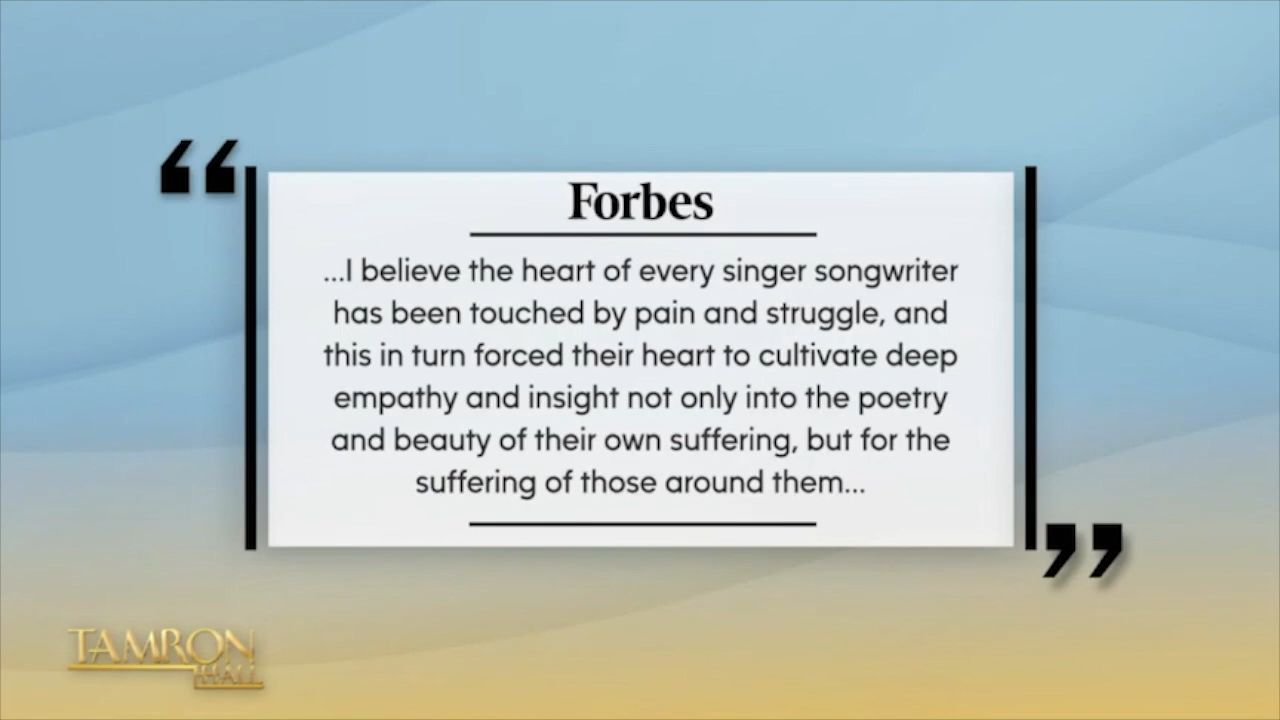 “
Forbes
...I believe the heart of every singer songwriter
has been touched by pain and struggle, and
this in turn forced their heart to cultivate deep
empathy and insight not only into the poetry
and beauty of their own suffering, but for the
suffering of those around them...
”
TAMRON
HALL